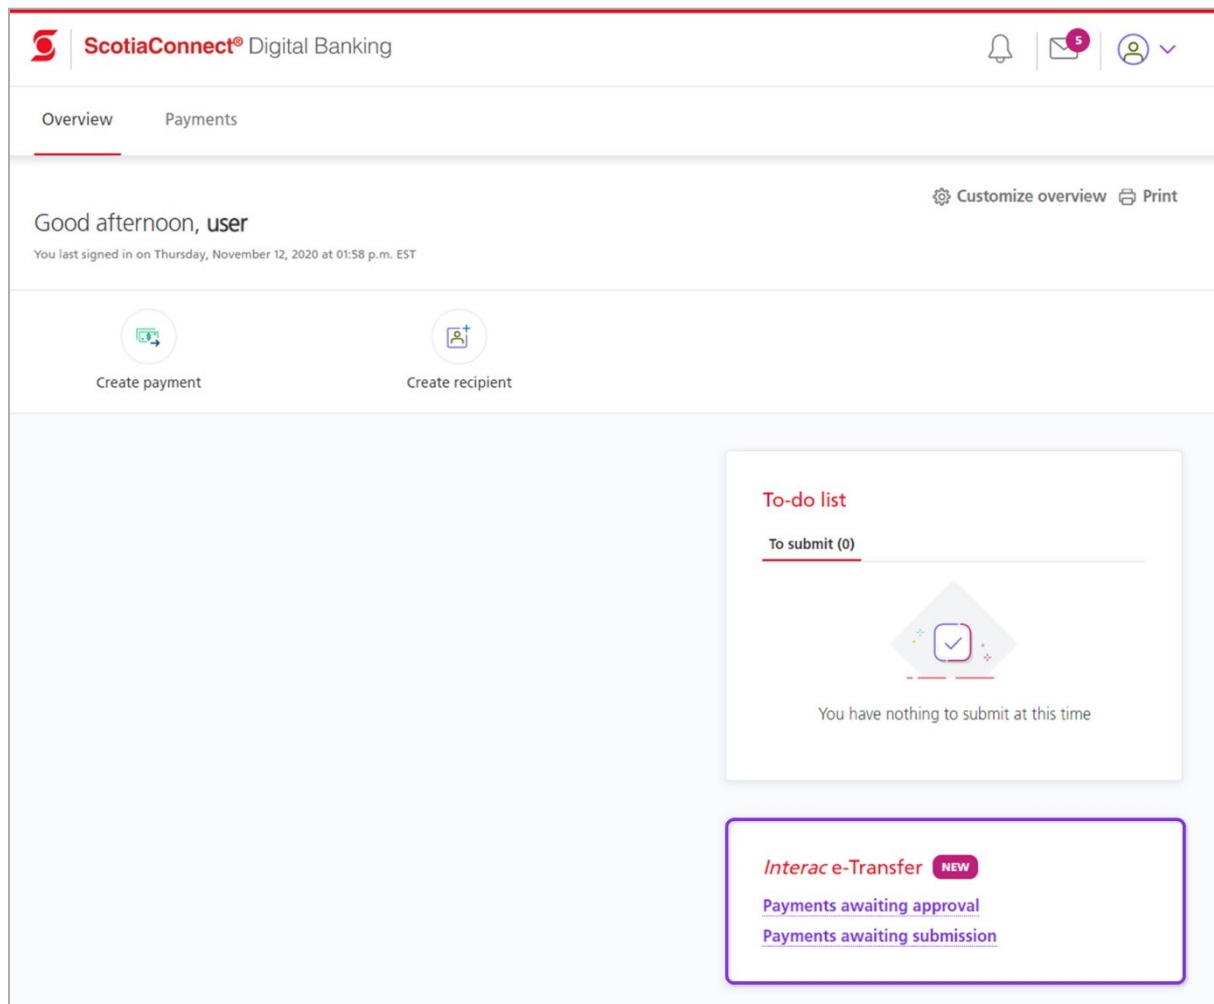 ScotiaConnect® Digital Banking
5
Overview Payments
Customize overview Print
Good afternoon, user
You last signed in on Thursday, November 12, 2020 at 01:58 p.m. EST
Create payment Create recipient
To-do list
To submit (0)
You have nothing to submit at this time
Interac e-Transfer NEW
Payments awaiting approval
Payments awaiting submission